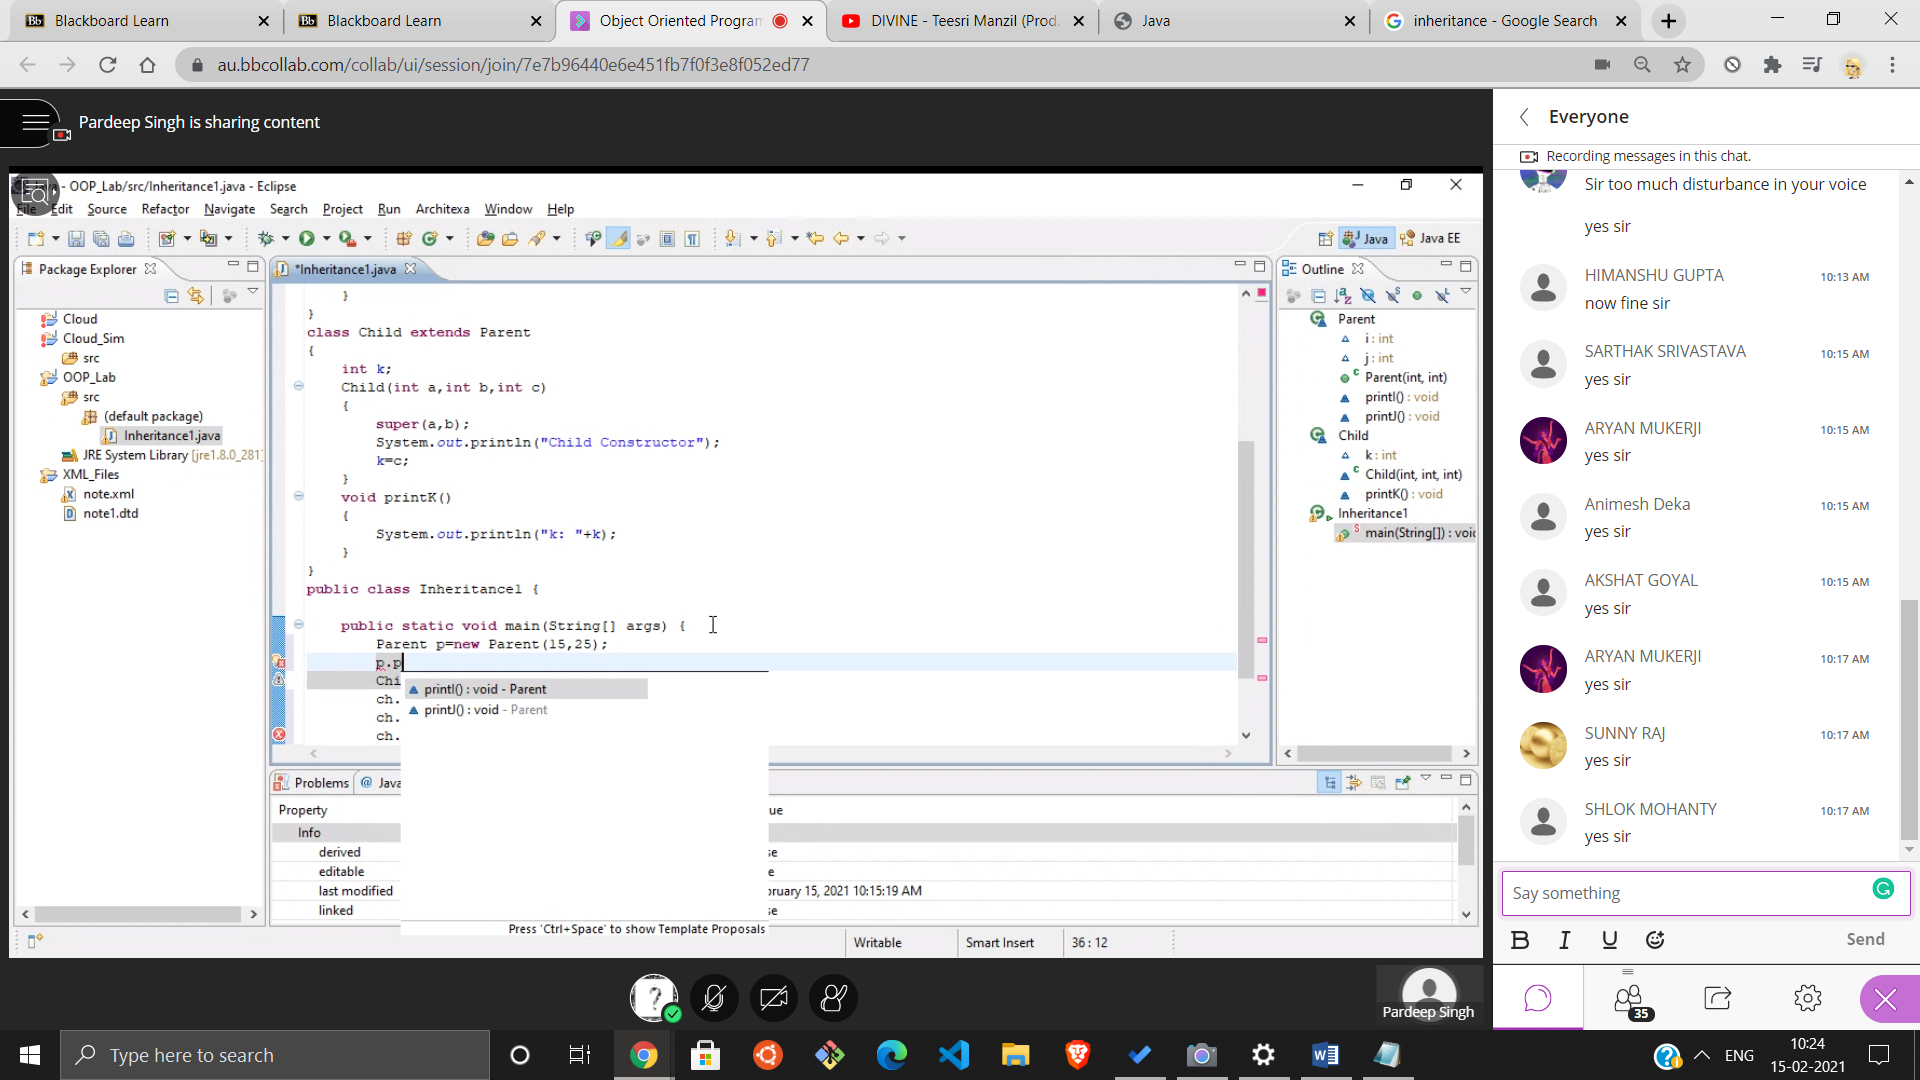 Blackboard Learn
Blackboard Learn
Object Oriented Program
DIVINE - Teesri Manzil (Prod.
Java
inheritance - Google Search
au.bbcollab.com/collab/ui/session/join/7e7b96440e6e451fb7f0f3e8f052ed77
Pardeep Singh is sharing content
- OOP_Lab/src/Inheritance1.java - Eclipse
File Edit Source Refactor Navigate Search Project Run Architexa Window Help
Java Java EE
Package Explorer
Cloud
Cloud_Sim
src
OOP_Lab
src
(default package)
Inheritance1.java
JRE System Library [jre1.8.0_281]
XML_Files
note.xml
note1.dtd
*Inheritance1.java
}
}
class Child extends Parent
{
int k;
Child(int a,int b,int c)
{
super(a,b);
System.out.println("Child Constructor");
k=c;
}
void printK()
{
System.out.println("k: "+k);
}
}
public class Inheritance1 {
public static void main(String[] args) {
Parent p=new Parent(15,25);
p.p
Chi
ch.
ch.
ch.
printI() : void - Parent
printJ() : void - Parent
Press 'Ctrl+Space' to show Template Proposals
Outline
Parent
i : int
j : int
Parent(int, int)
printI() : void
printJ() : void
Child
k : int
Child(int, int, int)
printK() : void
Inheritance1
main(String[]) : voic
Problems @ Java
Property
ue
Info
derived
se
editable
e
last modified
bruary 15, 2021 10:15:19 AM
linked
se
Writable
Smart Insert
36 : 12
Pardeep Singh
Everyone
Recording messages in this chat.
Sir too much disturbance in your voice
yes sir
HIMANSHU GUPTA 10:13 AM
now fine sir
SARTHAK SRIVASTAVA 10:15 AM
yes sir
ARYAN MUKERJI 10:15 AM
yes sir
Animesh Deka 10:15 AM
yes sir
AKSHAT GOYAL 10:15 AM
yes sir
ARYAN MUKERJI 10:17 AM
yes sir
SUNNY RAJ 10:17 AM
yes sir
SHLOK MOHANTY 10:17 AM
yes sir
Say something
B I U
Send
35
Type here to search
ENG
10:24
15-02-2021